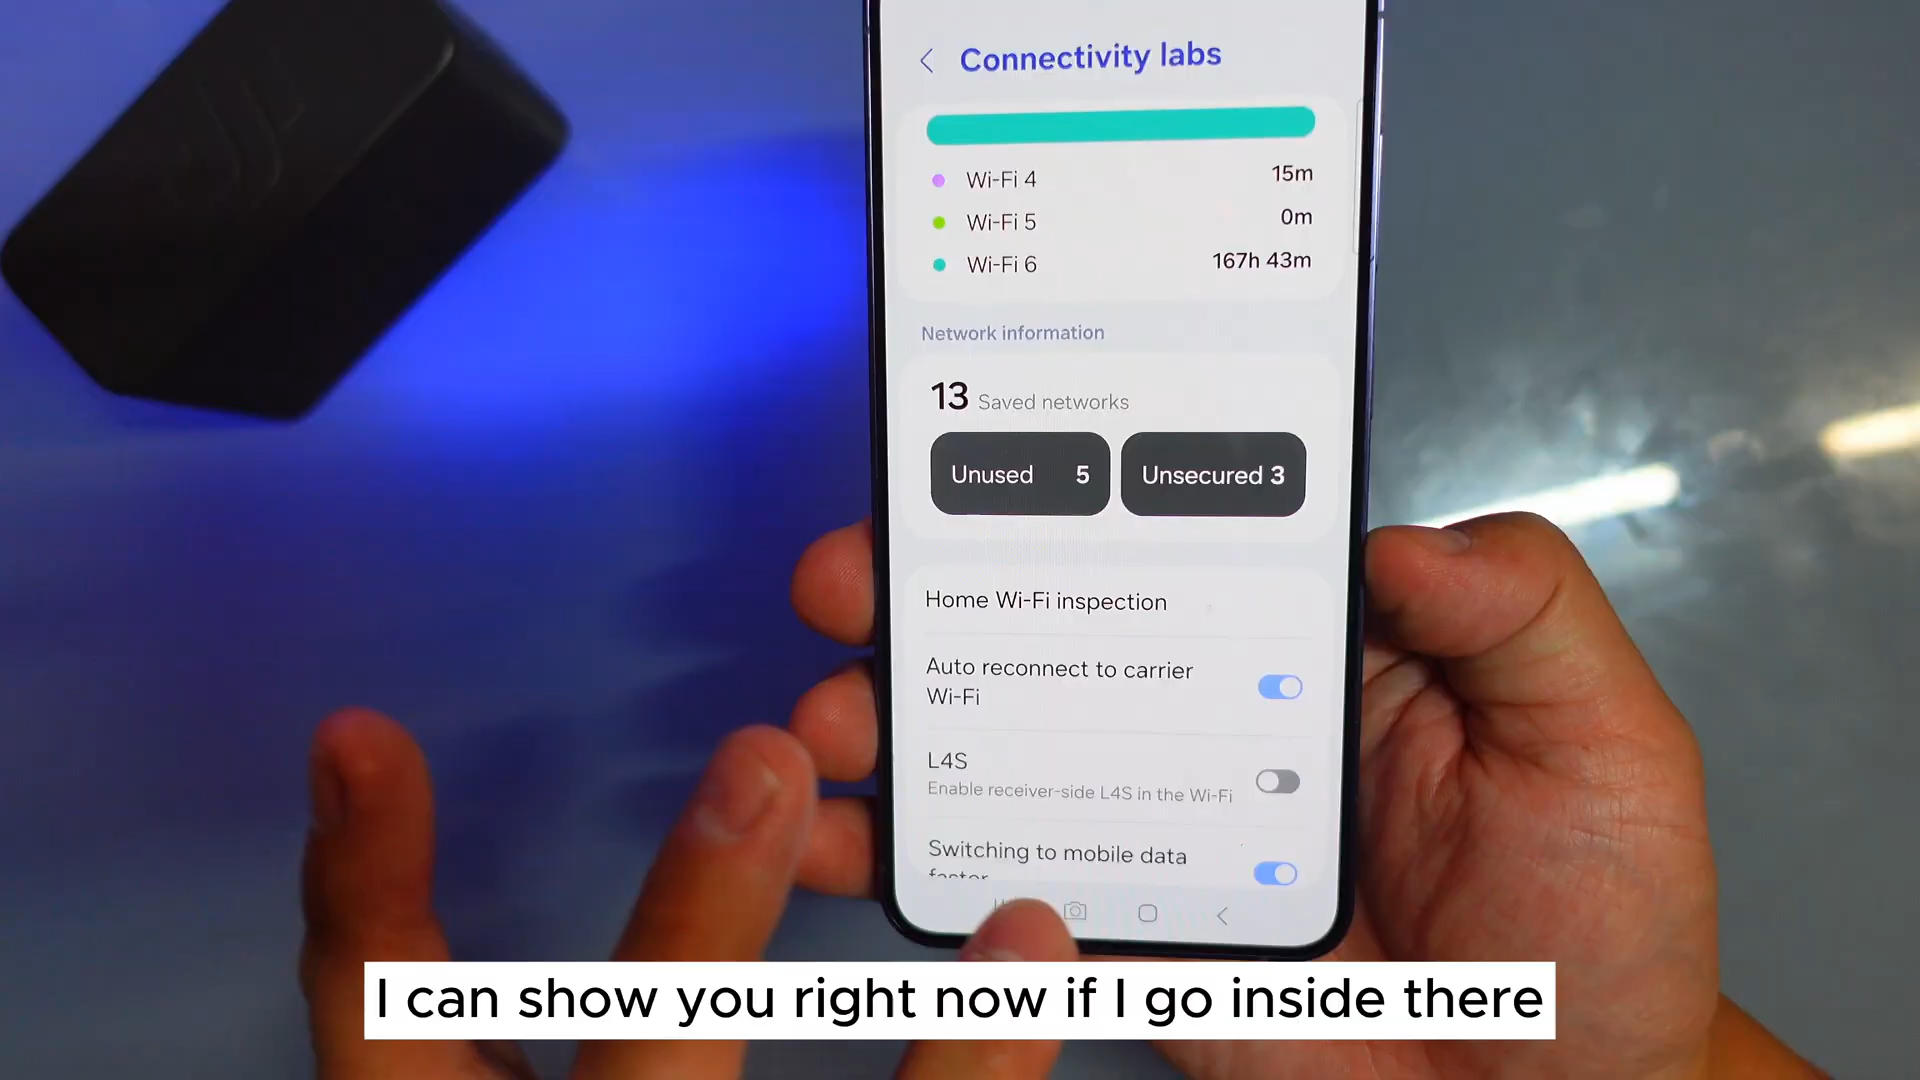 Connectivity labs
Wi-Fi 4 15m
Wi-Fi 5 0m
Wi-Fi 6 167h 43m
Network information
13 Saved networks
Unused 5 Unsecured 3
Home Wi-Fi inspection
Auto reconnect to carrier
Wi-Fi
L4S
Enable receiver-side L4S in the Wi-Fi
Switching to mobile data
faster
I can show you right now if I go inside there